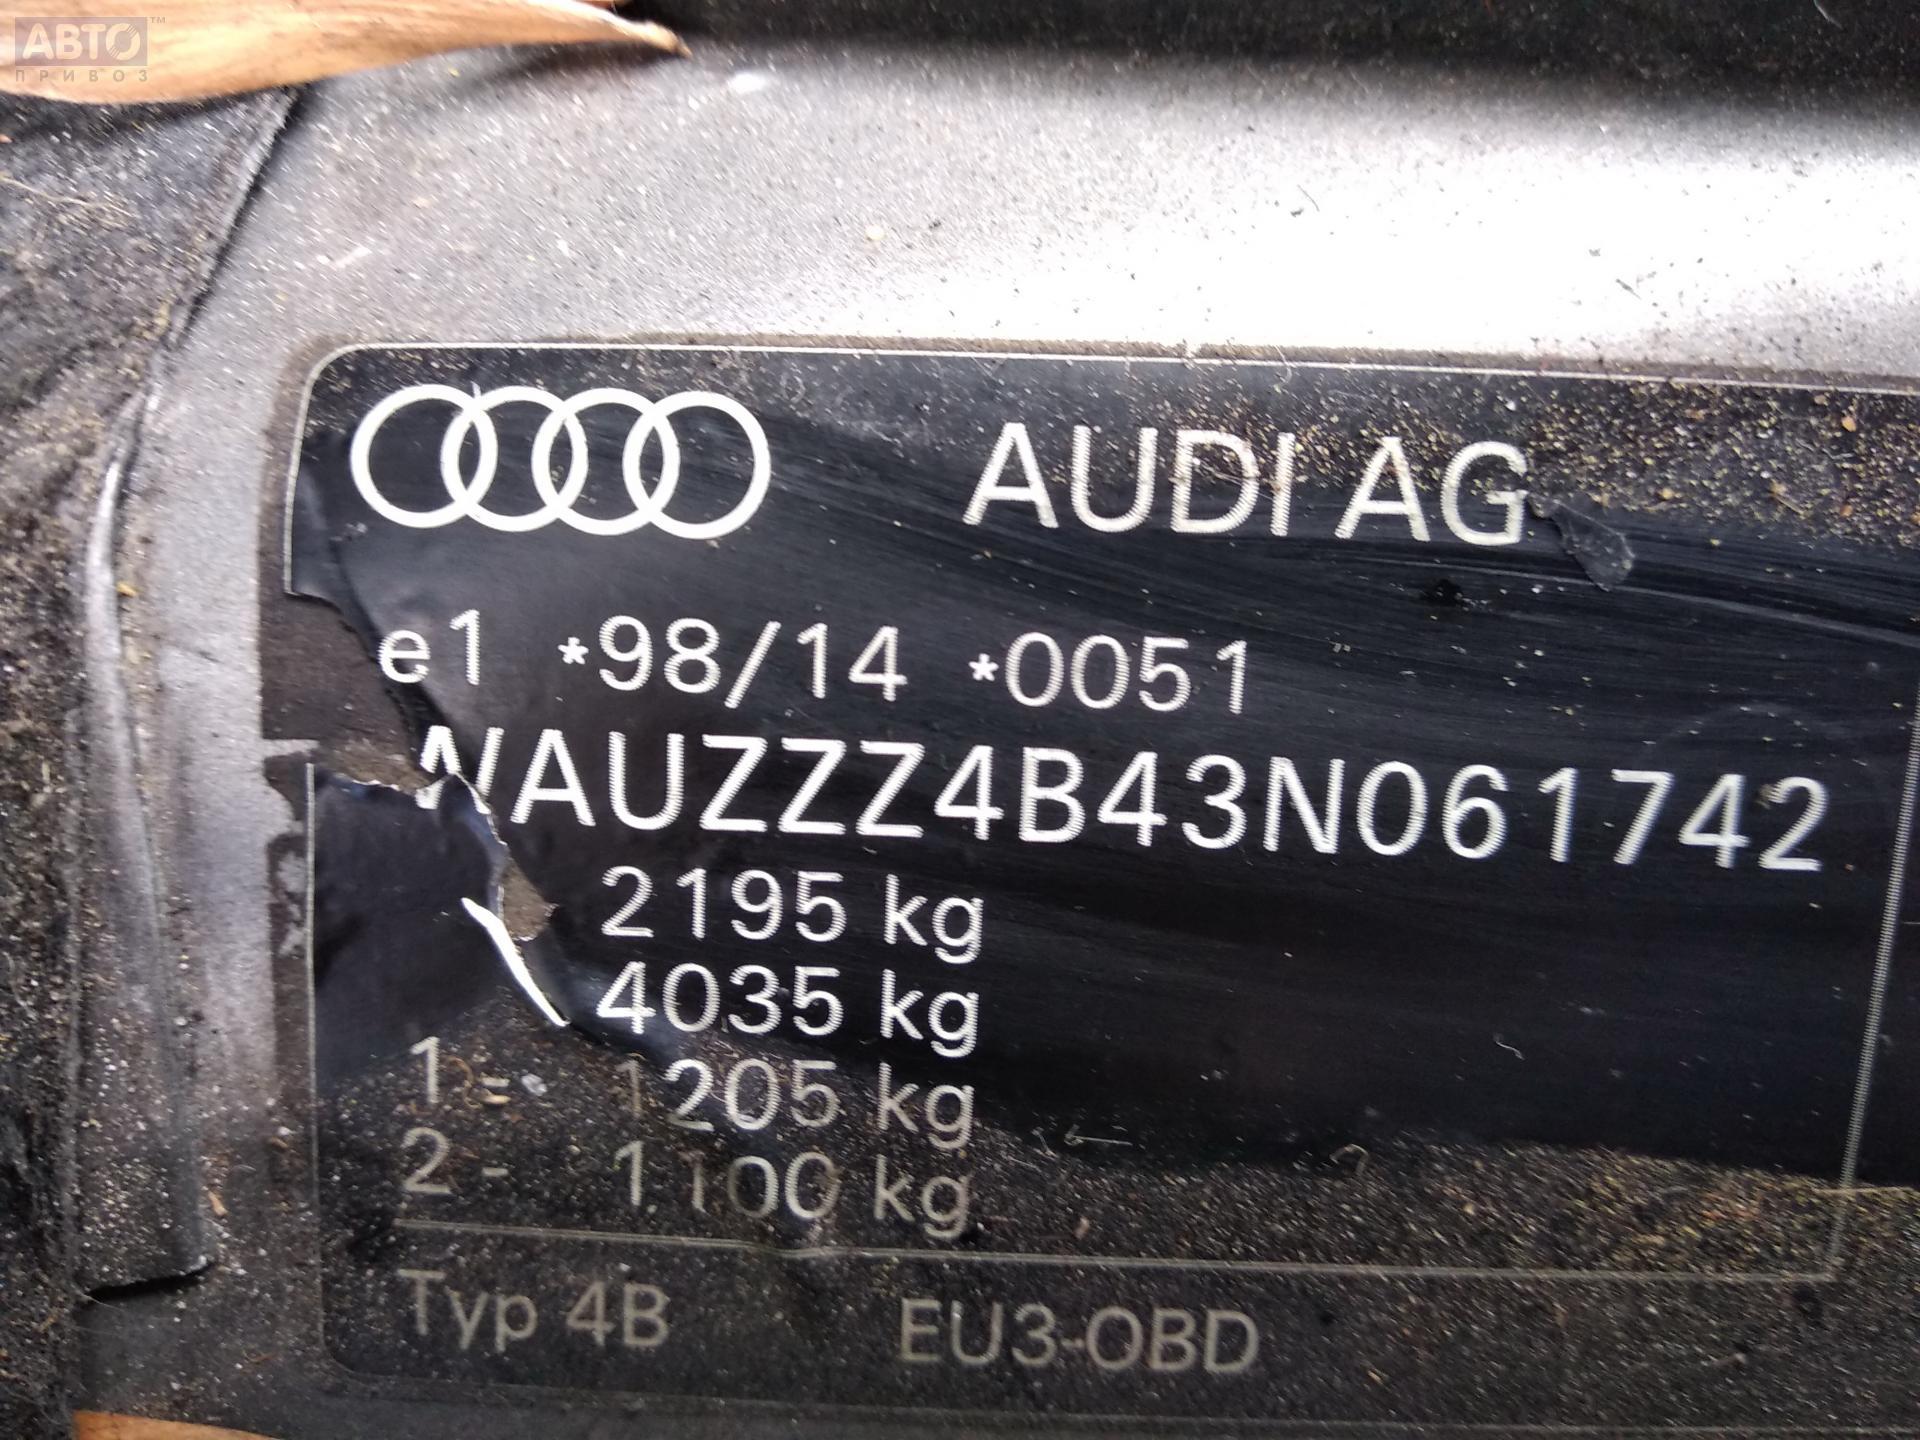 АВТО™
ПРИВОЗ
AUDI AG
e1 *98/14 *0051
WAUZZZ4B43N061742
2195 kg
4035 kg
1 - 1205 kg
2 - 1100 kg
Typ 4B EU3-OBD